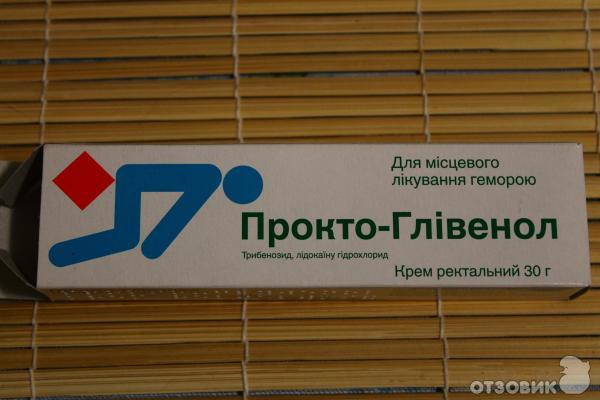 Для місцевого
лікування геморою
Прокто-Глівенол
Трибенозид, лідокаїну гідрохлорид
Крем ректальний 30 г
ОТЗОВИК